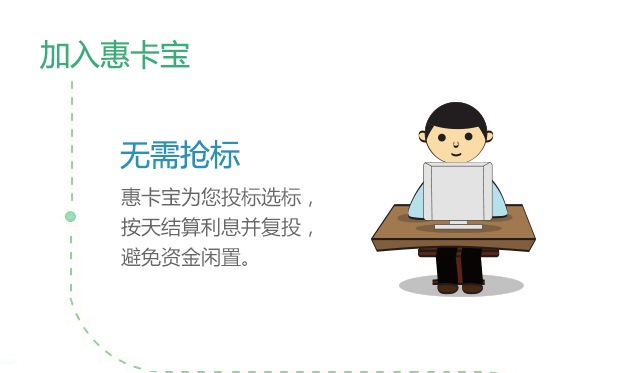 加入惠卡宝
无需抢标
惠卡宝为您投标选标，
按天结算利息并复投，
避免资金闲置。